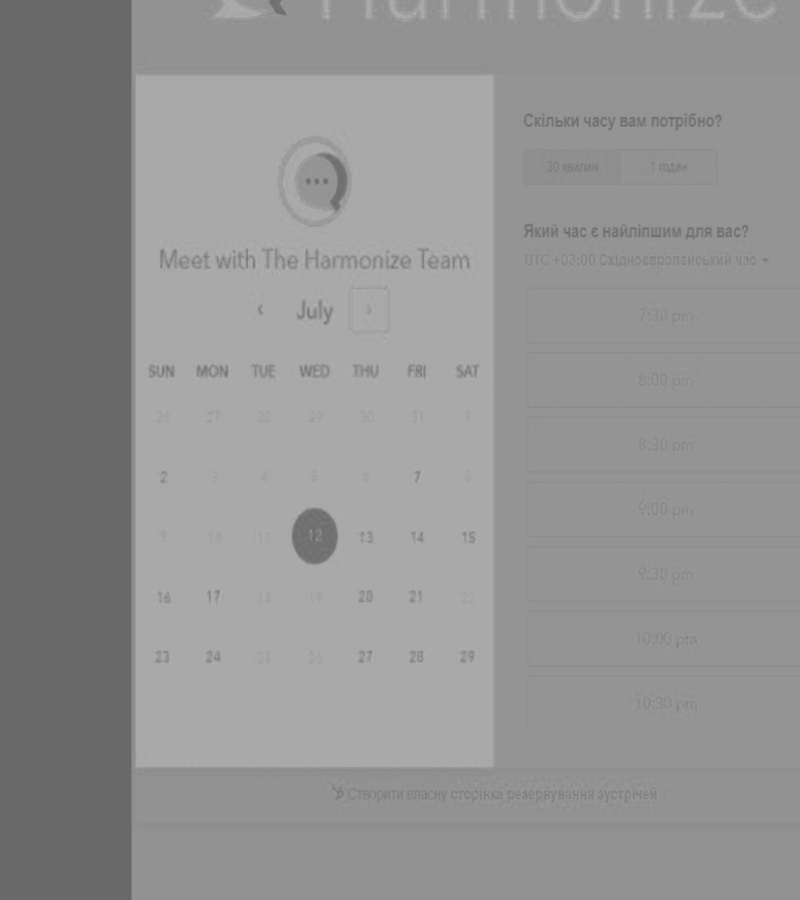 Harmonize
Meet with The Harmonize Team
‹ July ›
SUN MON TUE WED THU FRI SAT
26 27 28 29 30 31 1
2 3 4 5 6 7 8
9 10 11 12 13 14 15
16 17 18 19 20 21 22
23 24 25 26 27 28 29
Скільки часу вам потрібно?
30 хвилин 1 годин
Який час є найліпшим для вас?
UTC +03:00 Східноєвропейський час
7:30 pm
8:00 pm
8:30 pm
9:00 pm
9:30 pm
10:00 pm
10:30 pm
Створити власну сторінка резервування зустрічей